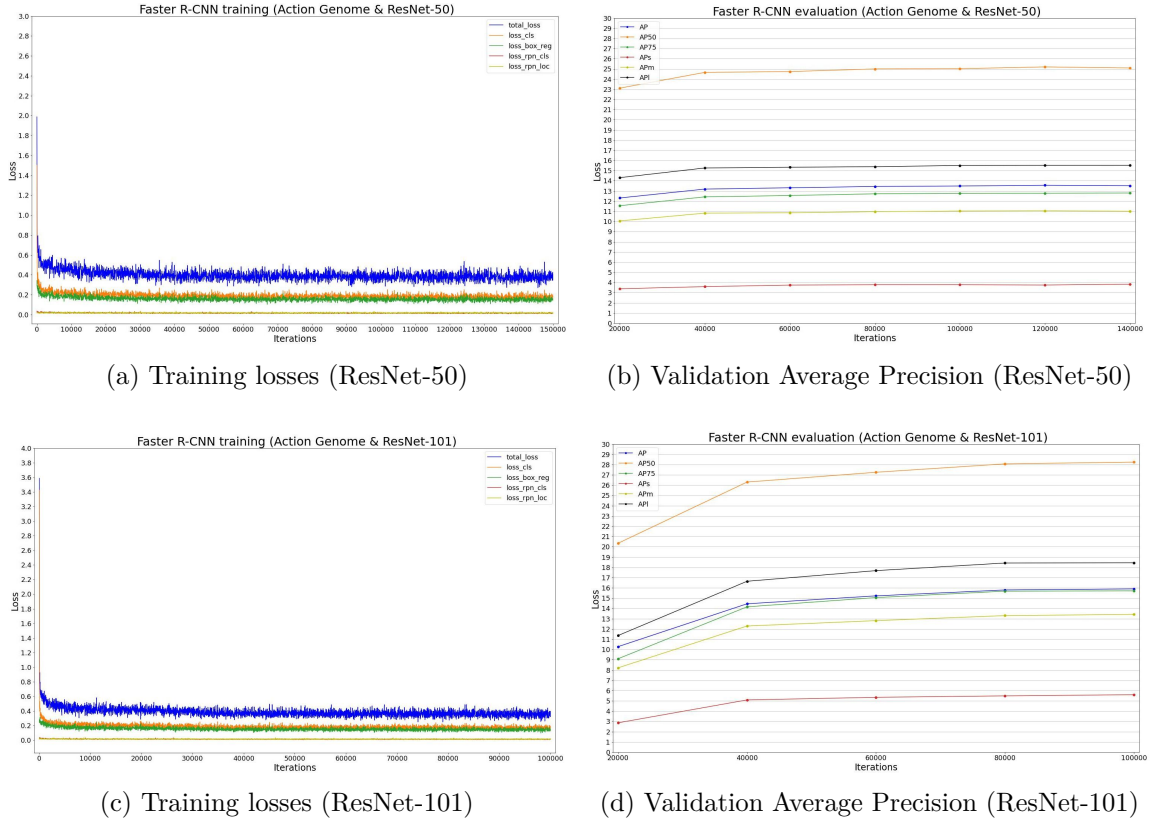 Faster R-CNN training (Action Genome & ResNet-50)
4.0
3.8
3.6
3.4
3.2
3.0
2.8
2.6
2.4
2.2
2.0
1.8
1.6
1.4
1.2
1.0
0.8
0.6
0.4
0.2
0.0
Loss
total_loss
loss_cls
loss_box_reg
loss_rpn_cls
loss_rpn_loc
0 10000 20000 30000 40000 50000 60000 70000 80000 90000 100000 110000 120000 130000 140000 150000
Iterations
(a) Training losses (ResNet-50)
Faster R-CNN evaluation (Action Genome & ResNet-50)
30
29
28
27
26
25
24
23
22
21
20
19
18
17
16
15
14
13
12
11
10
9
8
7
6
5
4
3
2
1
0
Loss
AP
AP50
AP75
APs
APm
APl
20000 40000 60000 80000 100000 120000 140000
Iterations
(b) Validation Average Precision (ResNet-50)
Faster R-CNN training (Action Genome & ResNet-101)
4.0
3.8
3.6
3.4
3.2
3.0
2.8
2.6
2.4
2.2
2.0
1.8
1.6
1.4
1.2
1.0
0.8
0.6
0.4
0.2
0.0
Loss
total_loss
loss_cls
loss_box_reg
loss_rpn_cls
loss_rpn_loc
0 10000 20000 30000 40000 50000 60000 70000 80000 90000 100000
Iterations
(c) Training losses (ResNet-101)
Faster R-CNN evaluation (Action Genome & ResNet-101)
30
29
28
27
26
25
24
23
22
21
20
19
18
17
16
15
14
13
12
11
10
9
8
7
6
5
4
3
2
1
0
Loss
AP
AP50
AP75
APs
APm
APl
20000 40000 60000 80000 100000
Iterations
(d) Validation Average Precision (ResNet-101)